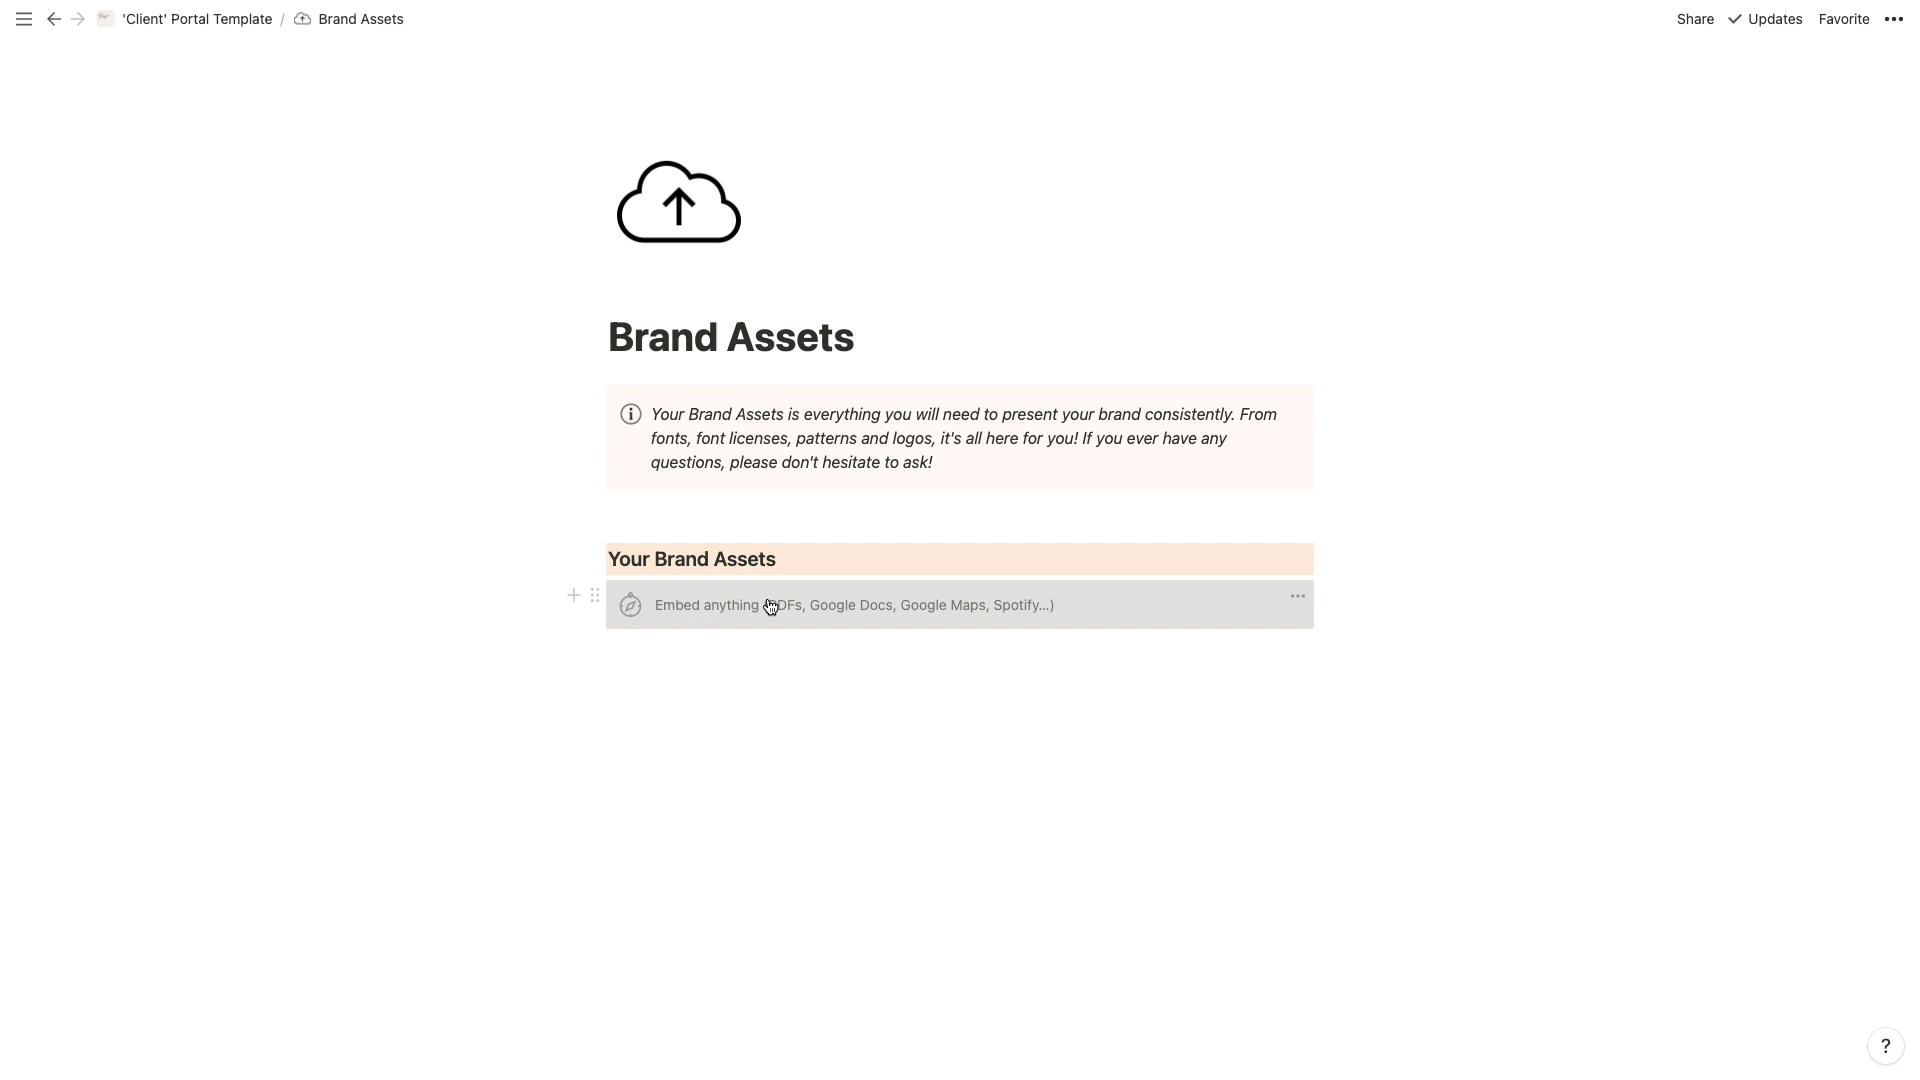 'Client' Portal Template / Brand Assets
Share Updates Favorite
Brand Assets
Your Brand Assets is everything you will need to present your brand consistently. From
fonts, font licenses, patterns and logos, it's all here for you! If you ever have any
questions, please don't hesitate to ask!
Your Brand Assets
Embed anything (PDFs, Google Docs, Google Maps, Spotify...)
?